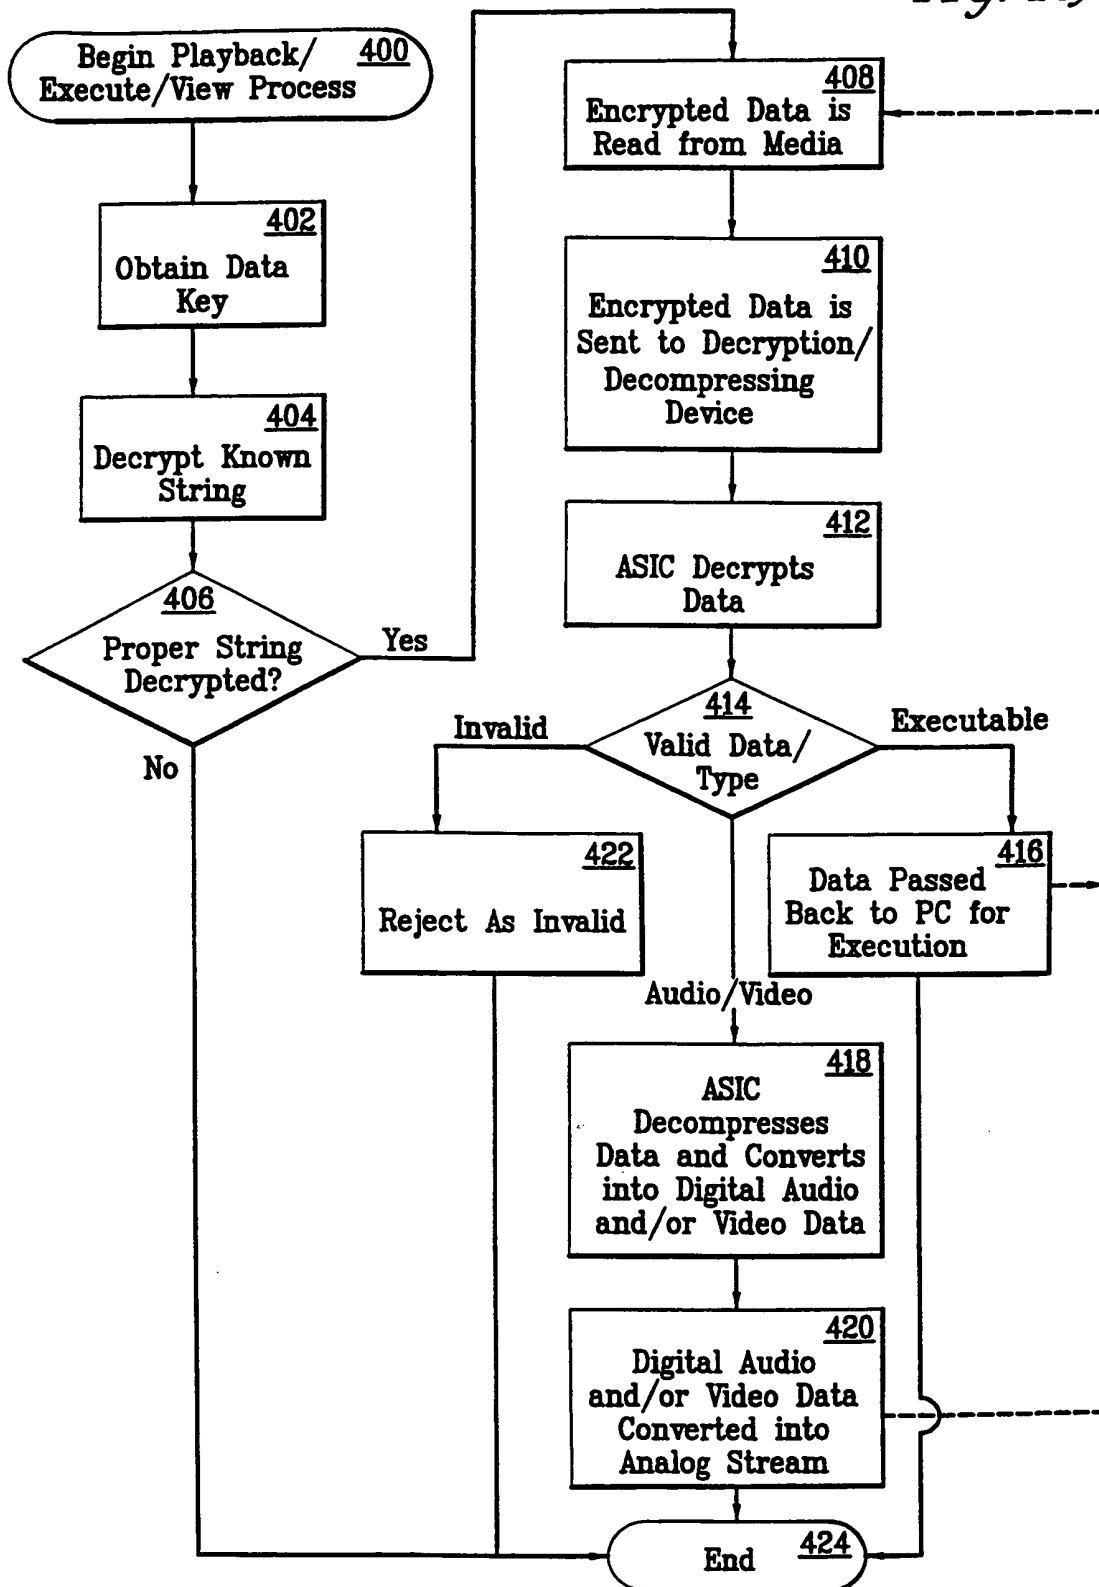 Begin Playback/ 400
Execute/View Process
402
Obtain Data
Key
404
Decrypt Known
String
406
Proper String
Decrypted?
Yes
No
408
Encrypted Data is
Read from Media
410
Encrypted Data is
Sent to Decryption/
Decompressing
Device
412
ASIC Decrypts
Data
414
Valid Data/
Type
Invalid
Executable
422
Reject As Invalid
416
Data Passed
Back to PC for
Execution
Audio/Video
418
ASIC
Decompresses
Data and Converts
into Digital Audio
and/or Video Data
420
Digital Audio
and/or Video Data
Converted into
Analog Stream
End 424